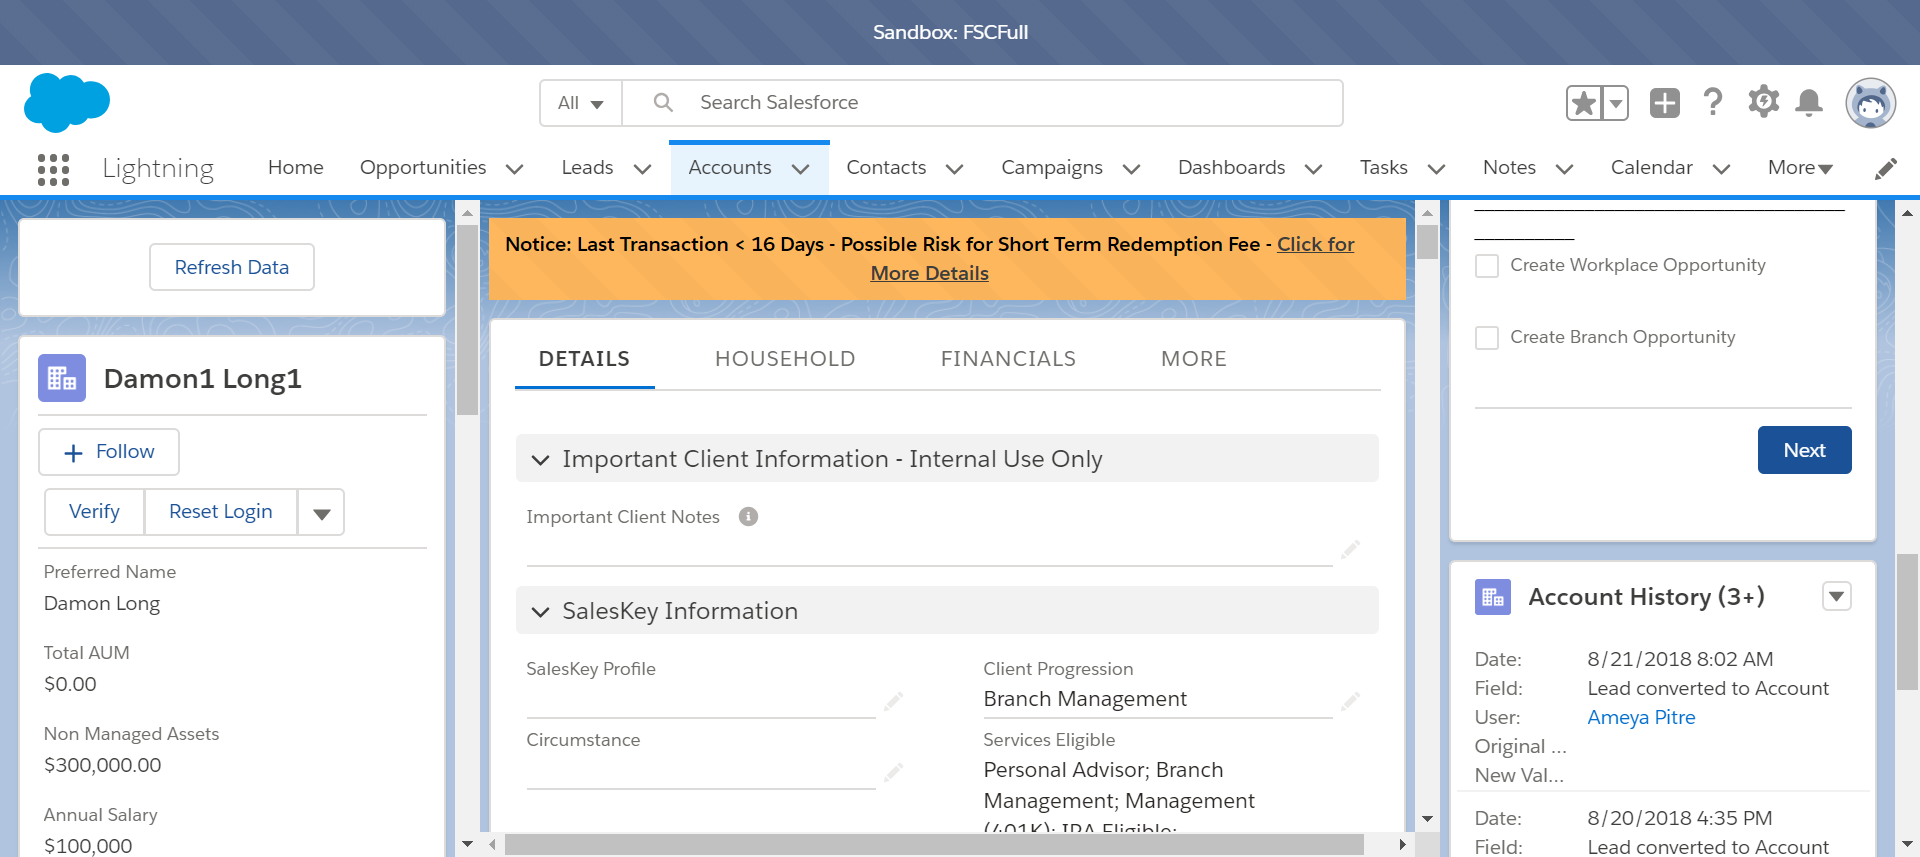 Sandbox: FSCFull
All
Search Salesforce
Lightning
Home
Opportunities
Leads
Accounts
Contacts
Campaigns
Dashboards
Tasks
Notes
Calendar
More
Refresh Data
Damon1 Long1
Follow
Verify
Reset Login
Preferred Name
Damon Long
Total AUM
$0.00
Non Managed Assets
$300,000.00
Annual Salary
$100,000
Notice: Last Transaction < 16 Days - Possible Risk for Short Term Redemption Fee - Click for
More Details
DETAILS
HOUSEHOLD
FINANCIALS
MORE
Important Client Information - Internal Use Only
Important Client Notes
SalesKey Information
SalesKey Profile
Client Progression
Branch Management
Circumstance
Services Eligible
Personal Advisor; Branch
Management; Management
(401K); IRA Eligible;
Create Workplace Opportunity
Create Branch Opportunity
Next
Account History (3+)
Date: 8/21/2018 8:02 AM
Field: Lead converted to Account
User: Ameya Pitre
Original ...
New Val...
Date: 8/20/2018 4:35 PM
Field: Lead converted to Account